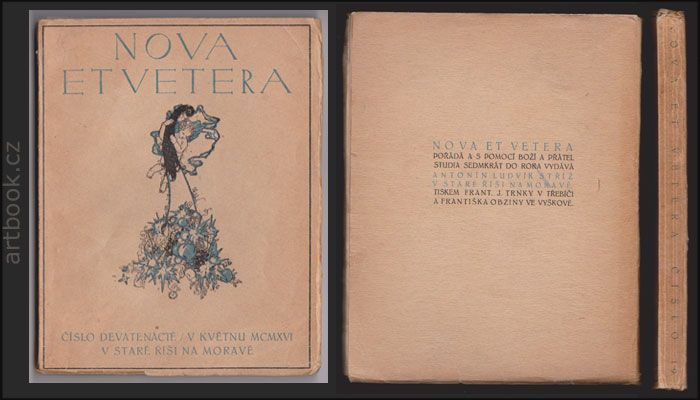 NOVA
ET VETERA
ČÍSLO DEVATENÁCTÉ / V KVĚTNU MCMXVI
V STARÉ ŘÍŠI NA MORAVĚ
NOVA ET VETERA
POŘÁDÁ A S POMOCÍ BOŽÍ A PŘÁTEL
STUDIA SEDMKRÁT DO ROKA VYDÁVÁ
ANTONÍN LUDVÍK STŘÍŽ
V STARÉ ŘÍŠI NA MORAVĚ.
TISKEM FRANT. J. TRNKY V TŘEBÍČI
A FRANTIŠKA OBZINY VE VYŠKOVĚ.
NOVA ET VETERA ČÍSLO 19
artbook.cz